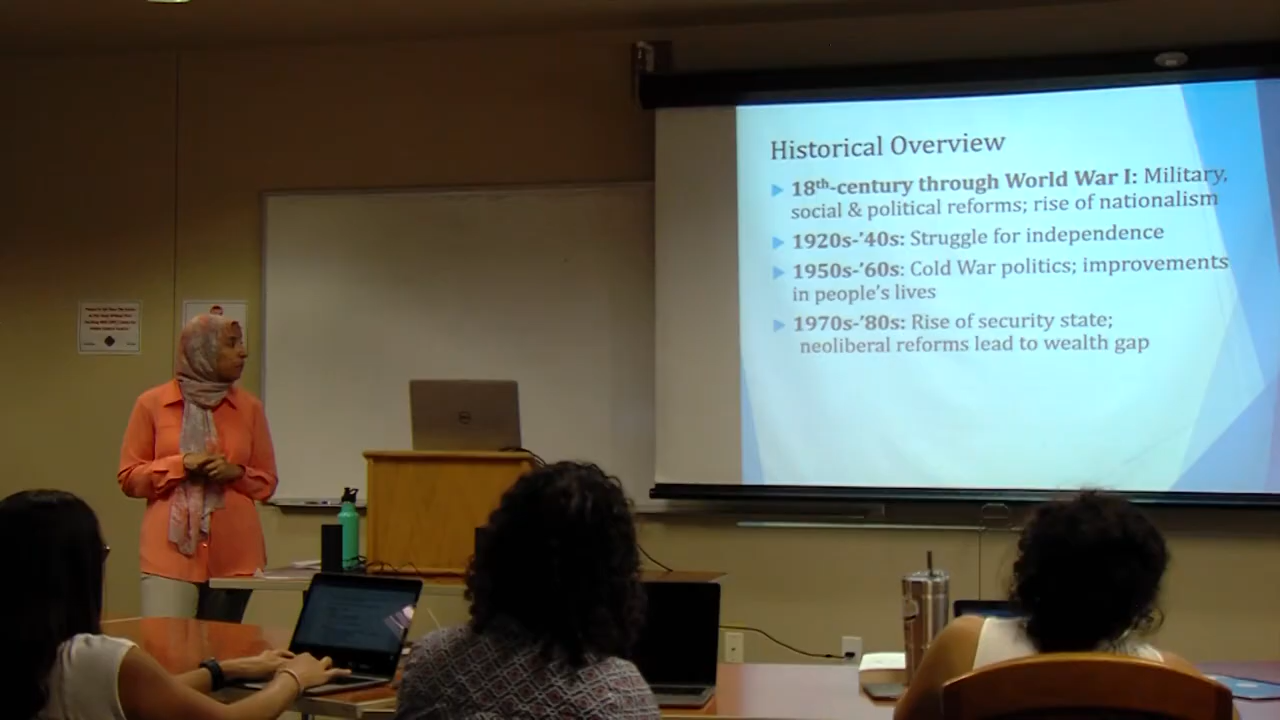 Historical Overview
18th-century through World War I: Military,
social & political reforms; rise of nationalism
1920s-’40s: Struggle for independence
1950s-’60s: Cold War politics; improvements
in people’s lives
1970s-’80s: Rise of security state;
neoliberal reforms lead to wealth gap
DELL